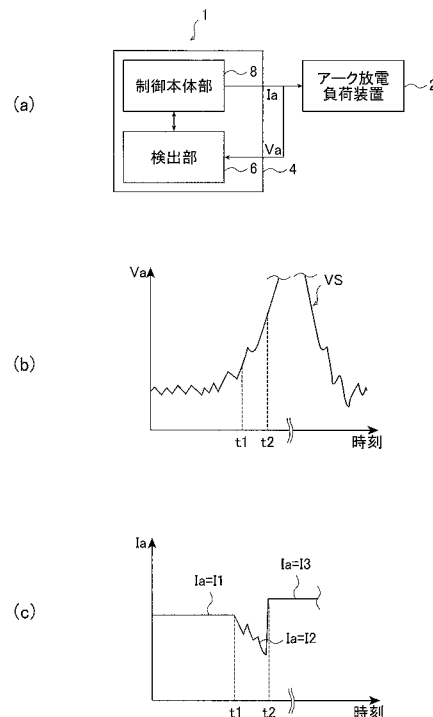 1
(a)
制御本体部
8
Ia
アーク放電
負荷装置
2
検出部
Va
6
4
(b)
Va
VS
t1
t2
時刻
(c)
Ia
Ia=I1
Ia=I3
Ia=I2
t1
t2
時刻